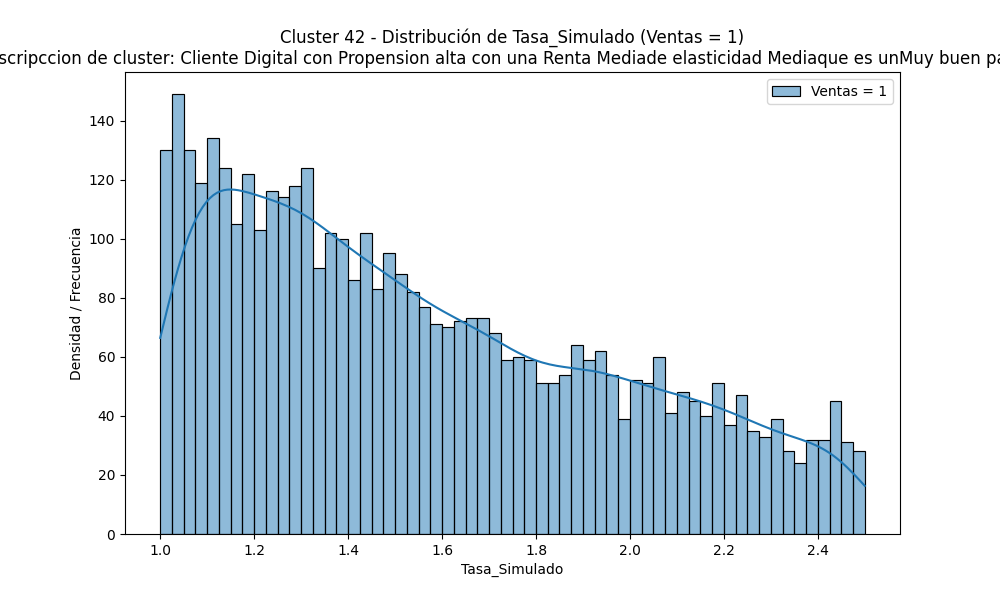 Cluster 42 - Distribución de Tasa_Simulado (Ventas = 1)
scripccion de cluster: Cliente Digital con Propension alta con una Renta Mediade elasticidad Mediaque es unMuy buen pa
Ventas = 1
140
120
100
80
60
40
20
0
Densidad / Frecuencia
1.0 1.2 1.4 1.6 1.8 2.0 2.2 2.4
Tasa_Simulado